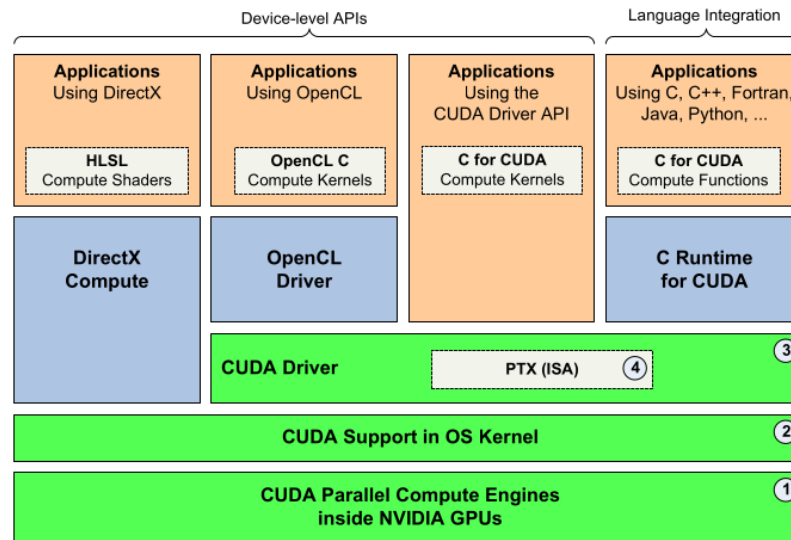 Device-level APIs
Language Integration
Applications
Using DirectX
HLSL
Compute Shaders
Applications
Using OpenCL
OpenCL C
Compute Kernels
Applications
Using the
CUDA Driver API
C for CUDA
Compute Kernels
Applications
Using C, C++, Fortran,
Java, Python, ...
C for CUDA
Compute Functions
DirectX
Compute
OpenCL
Driver
C Runtime
for CUDA
CUDA Driver
PTX (ISA)
4
3
CUDA Support in OS Kernel
2
CUDA Parallel Compute Engines
inside NVIDIA GPUs
1